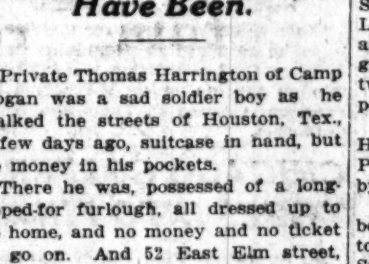 Have Been.
Private Thomas Harrington of Camp
ogan was a sad soldier boy as he
alked the streets of Houston, Tex.,
few days ago, suitcase in hand, but
money in his pockets.
There he was, possessed of a long-
ped-for furlough, all dressed up to
home, and no money and no ticket
go on. And 52 East Elm street,